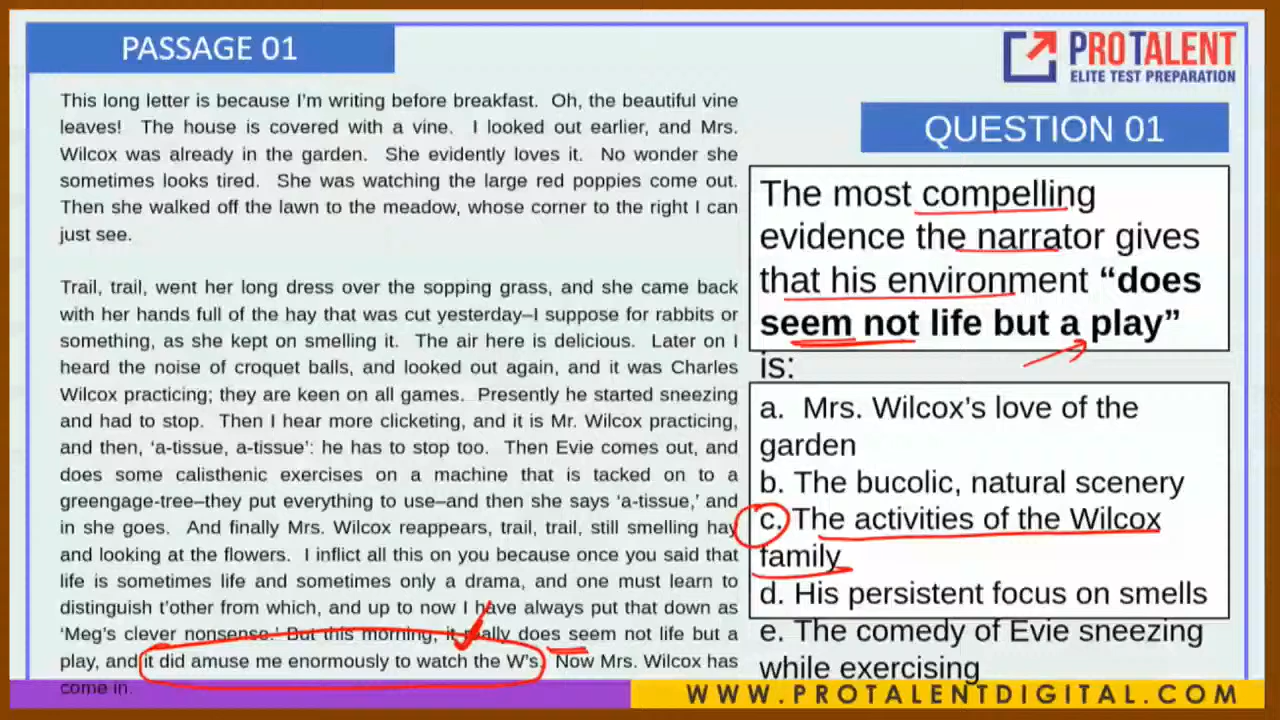 PASSAGE 01
PROTALENT
ELITE TEST PREPARATION
This long letter is because I'm writing before breakfast. Oh, the beautiful vine
leaves! The house is covered with a vine. I looked out earlier, and Mrs.
Wilcox was already in the garden. She evidently loves it. No wonder she
sometimes looks tired. She was watching the large red poppies come out.
Then she walked off the lawn to the meadow, whose corner to the right I can
just see.
Trail, trail, went her long dress over the sopping grass, and she came back
with her hands full of the hay that was cut yesterday–I suppose for rabbits or
something, as she kept on smelling it. The air here is delicious. Later on I
heard the noise of croquet balls, and looked out again, and it was Charles
Wilcox practicing; they are keen on all games. Presently he started sneezing
and had to stop. Then I hear more clicketing, and it is Mr. Wilcox practicing,
and then, 'a-tissue, a-tissue': he has to stop too. Then Evie comes out, and
does some calisthenic exercises on a machine that is tacked on to a
greengage-tree–they put everything to use–and then she says 'a-tissue,' and
in she goes. And finally Mrs. Wilcox reappears, trail, trail, still smelling hay
and looking at the flowers. I inflict all this on you because once you said that
life is sometimes life and sometimes only a drama, and one must learn to
distinguish t'other from which, and up to now I have always put that down as
'Meg's clever nonsense.' But this morning, it really does seem not life but a
play, and it did amuse me enormously to watch the W's. Now Mrs. Wilcox has
come in.
QUESTION 01
The most compelling
evidence the narrator gives
that his environment “does
seem not life but a play”
is:
a. Mrs. Wilcox's love of the
garden
b. The bucolic, natural scenery
c. The activities of the Wilcox
family
d. His persistent focus on smells
e. The comedy of Evie sneezing
while exercising
WWW.PROTALENTDIGITAL.COM